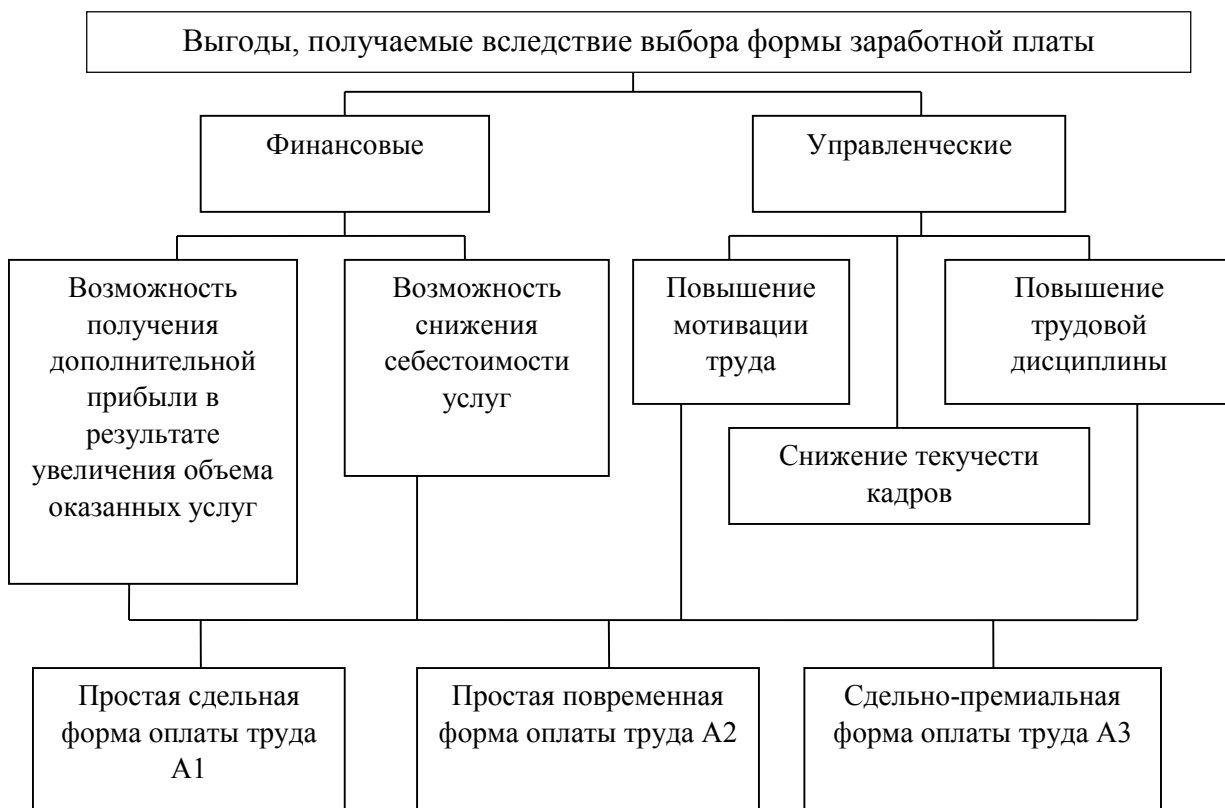 Выгоды, получаемые вследствие выбора формы заработной платы
Финансовые
Управленческие
Возможность
получения
дополнительной
прибыли в
результате
увеличения объема
оказанных услуг
Возможность
снижения
себестоимости
услуг
Повышение
мотивации
труда
Повышение
трудовой
дисциплины
Снижение текучести
кадров
Простая сдельная
форма оплаты труда
А1
Простая повременная
форма оплаты труда А2
Сдельно-премиальная
форма оплаты труда А3